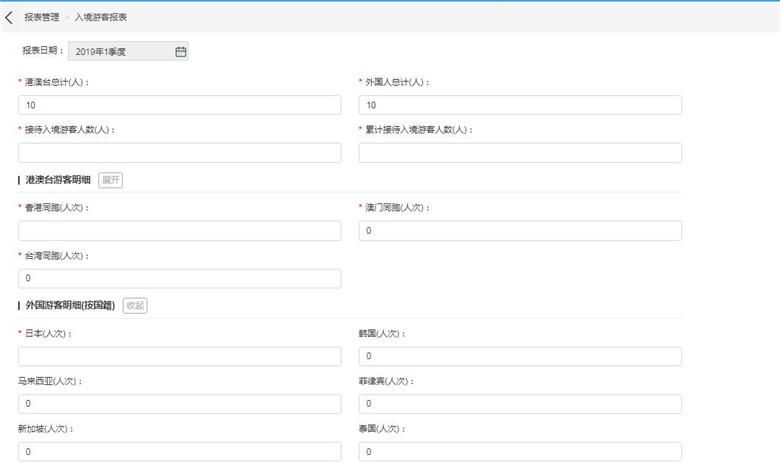 报表管理 > 入境游客报表
报表日期： 2019年1季度
* 港澳台总计(人)： * 外国人总计(人)：
10 10
* 接待入境游客人数(人)： * 累计接待入境游客人数(人)：
港澳台游客明细 展开
* 香港同胞(人次)： * 澳门同胞(人次)：
0
* 台湾同胞(人次)：
0
外国游客明细(按国籍) 收起
* 日本(人次)： 韩国(人次)：
0
马来西亚(人次)： 菲律宾(人次)：
0 0
新加坡(人次)： 泰国(人次)：
0 0